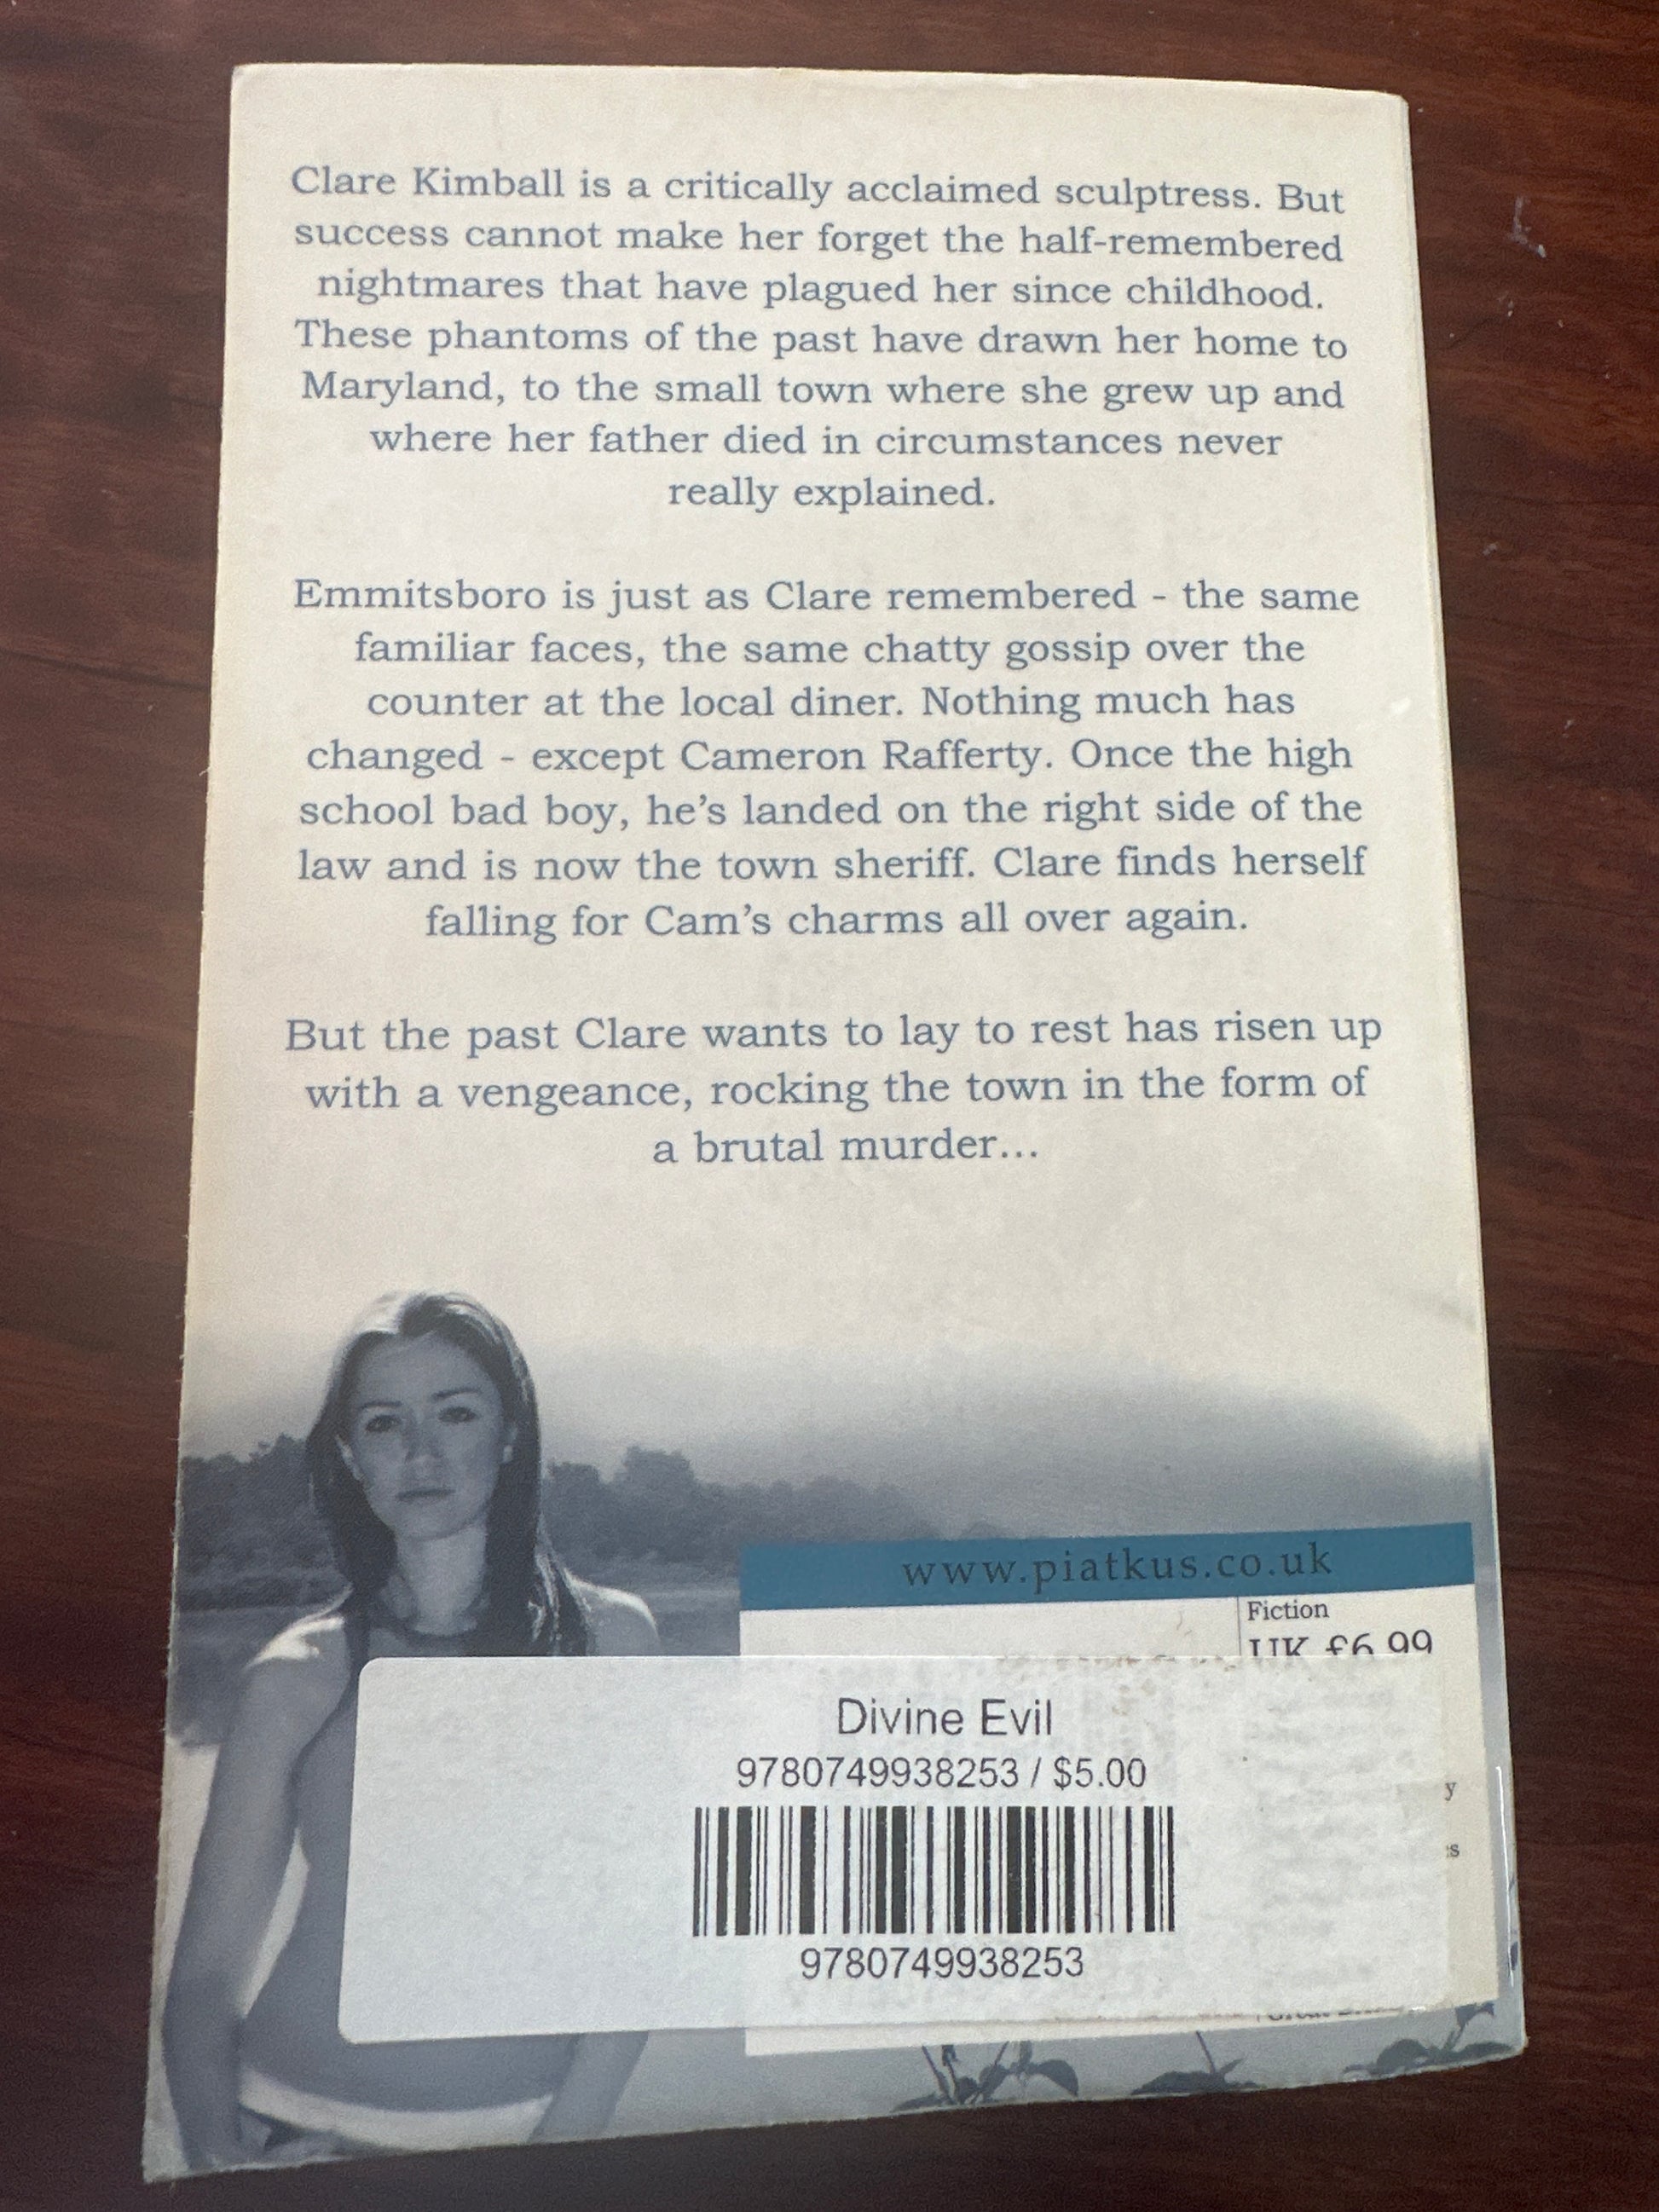 Clare Kimball is a critically acclaimed sculptress. But
success cannot make her forget the half-remembered
nightmares that have plagued her since childhood.
These phantoms of the past have drawn her home to
Maryland, to the small town where she grew up and
where her father died in circumstances never
really explained.
Emmitsboro is just as Clare remembered - the same
familiar faces, the same chatty gossip over the
counter at the local diner. Nothing much has
changed - except Cameron Rafferty. Once the high
school bad boy, he's landed on the right side of the
law and is now the town sheriff. Clare finds herself
falling for Cam's charms all over again.
But the past Clare wants to lay to rest has risen up
with a vengeance, rocking the town in the form of
a brutal murder...
www.piatkus.co.uk
Fiction
UK £6.99
Divine Evil
9780749938253 / $5.00
9780749938253